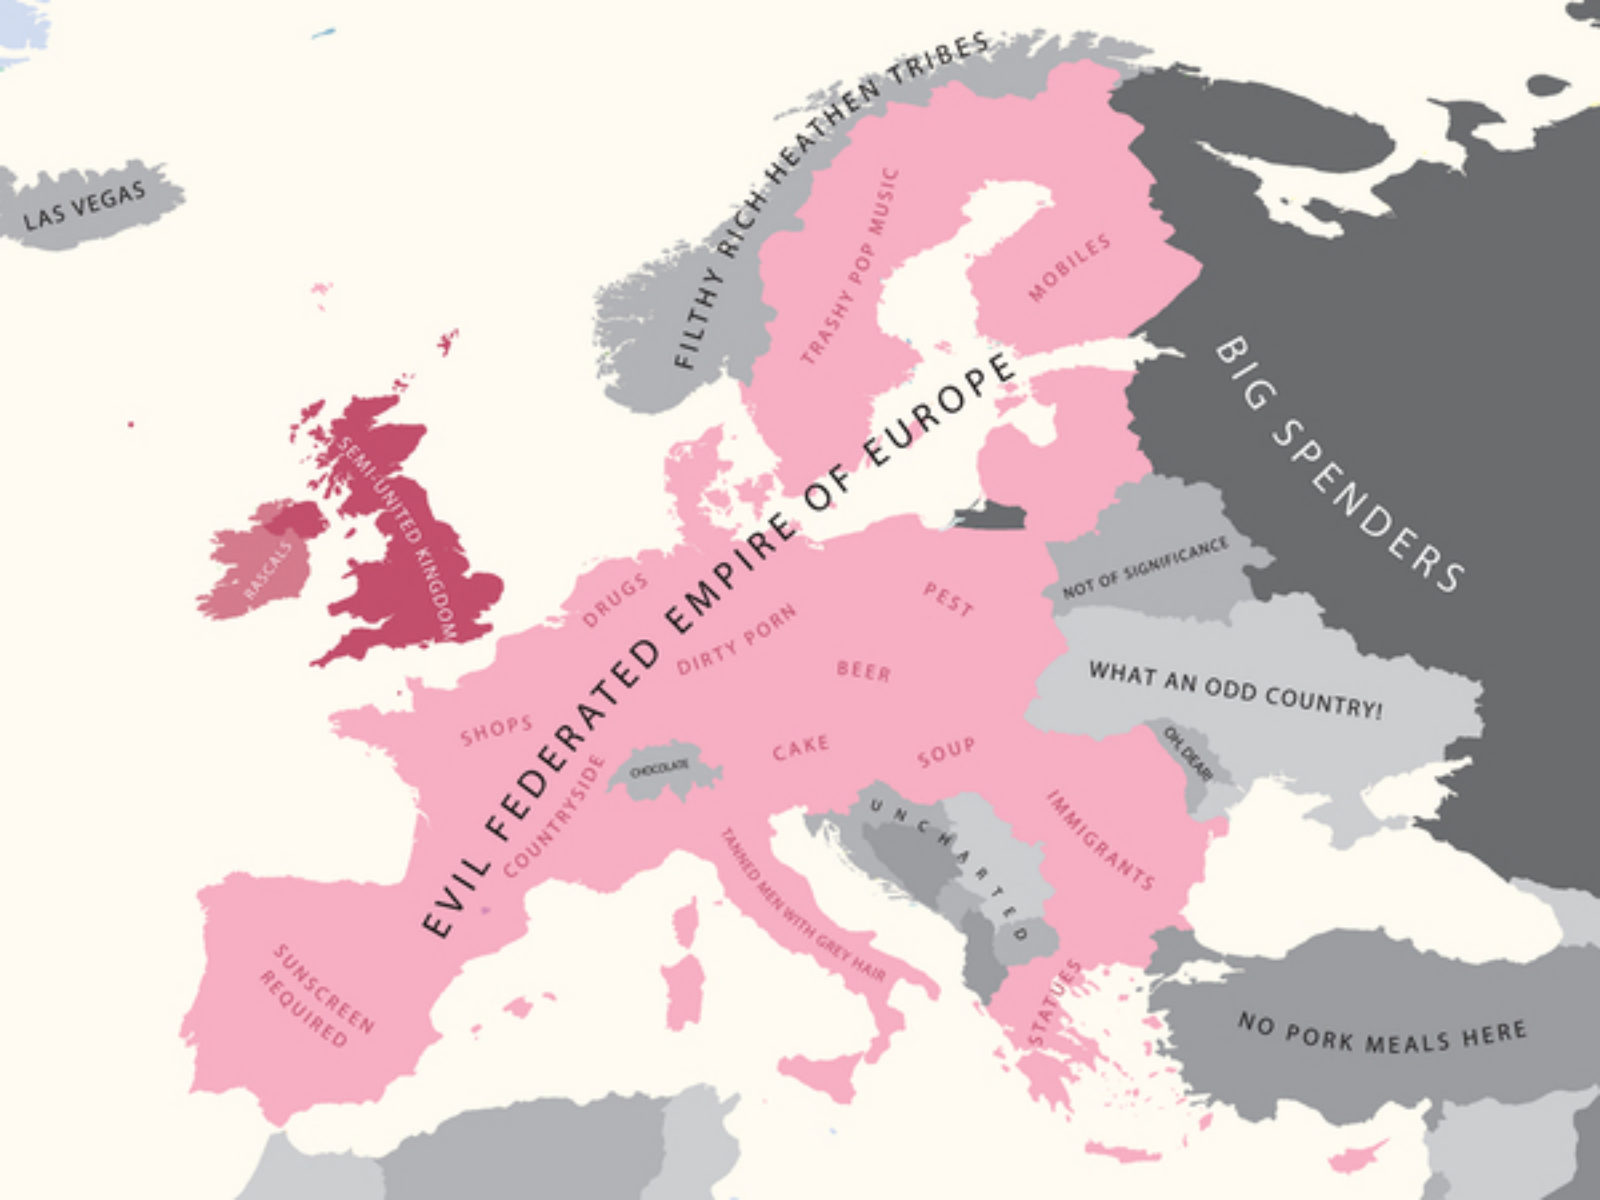 FILTHY RICH HEATHEN TRIBES
LAS VEGAS
TRASHY POP MUSIC
MOBILES
BIG SPENDERS
EVIL FEDERATED EMPIRE OF EUROPE
SEMI-UNITED KINGDOM
RASCALS
NOT OF SIGNIFICANCE
DRUGS
DIRTY PORN
PEST
BEER
WHAT AN ODD COUNTRY!
SHOPS
CAKE
SOUP
CHOCOLATE
OH, DEAR!
COUNTRYSIDE
UNCHARTED
IMMIGRANTS
TANNED MEN WITH GREY HAIR
SUNSCREEN
REQUIRED
STATUES
NO PORK MEALS HERE